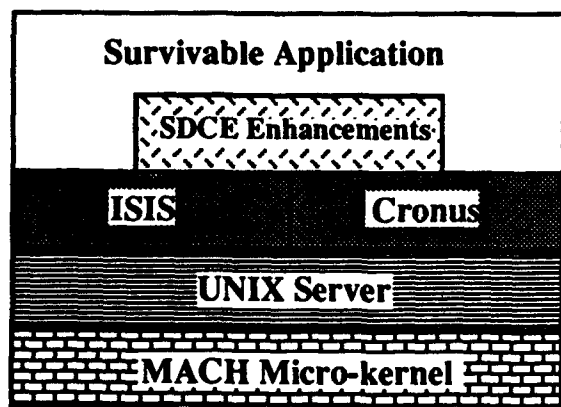 Survivable Application
SDCE Enhancements
ISIS Cronus
UNIX Server
MACH Micro-kernel